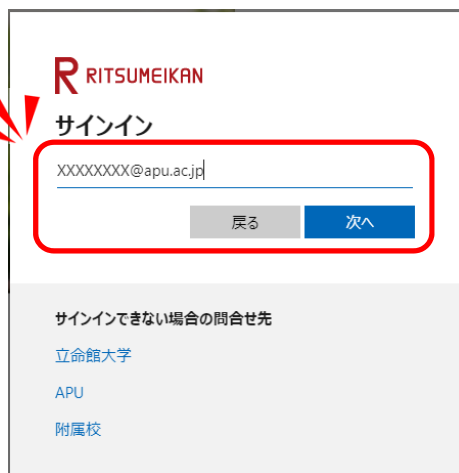 RITSUMEIKAN
サインイン
XXXXXXXX@apu.ac.jp
戻る 次へ
サインインできない場合の問合せ先
立命館大学
APU
附属校